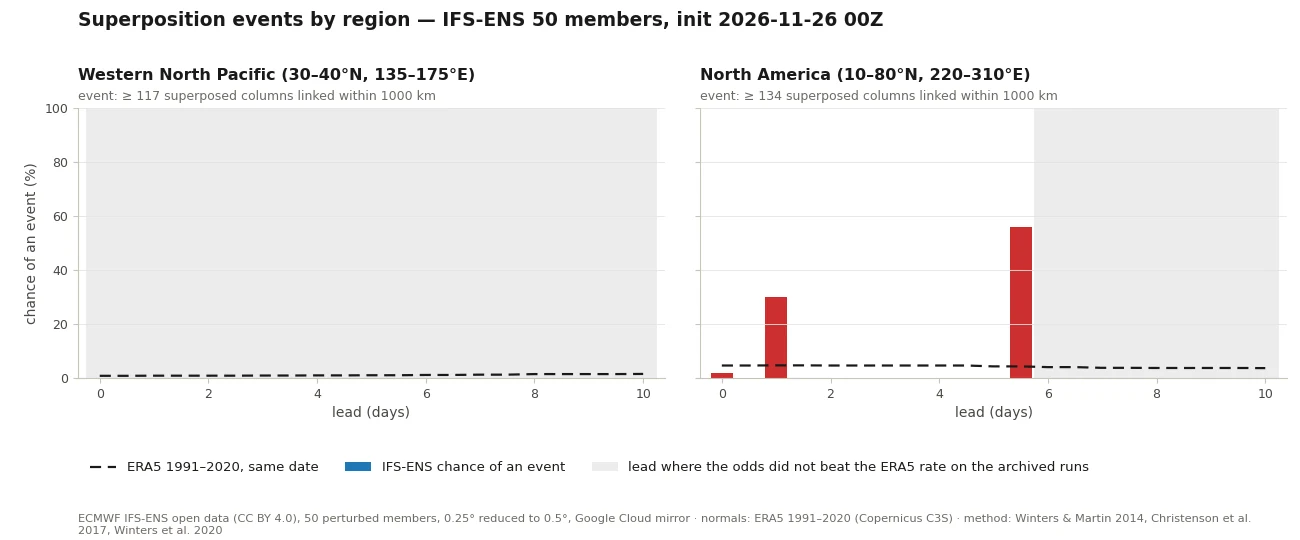 Superposition events by region — IFS-ENS 50 members, init 2026-11-26 00Z
Western North Pacific (30–40°N, 135–175°E)
event: ≥ 117 superposed columns linked within 1000 km
North America (10–80°N, 220–310°E)
event: ≥ 134 superposed columns linked within 1000 km
chance of an event (%)
100
80
60
40
20
0
0 2 4 6 8 10
lead (days)
0 2 4 6 8 10
lead (days)
ERA5 1991–2020, same date
IFS-ENS chance of an event
lead where the odds did not beat the ERA5 rate on the archived runs
ECMWF IFS-ENS open data (CC BY 4.0), 50 perturbed members, 0.25° reduced to 0.5°, Google Cloud mirror · normals: ERA5 1991–2020 (Copernicus C3S) · method: Winters & Martin 2014, Christenson et al.
2017, Winters et al. 2020